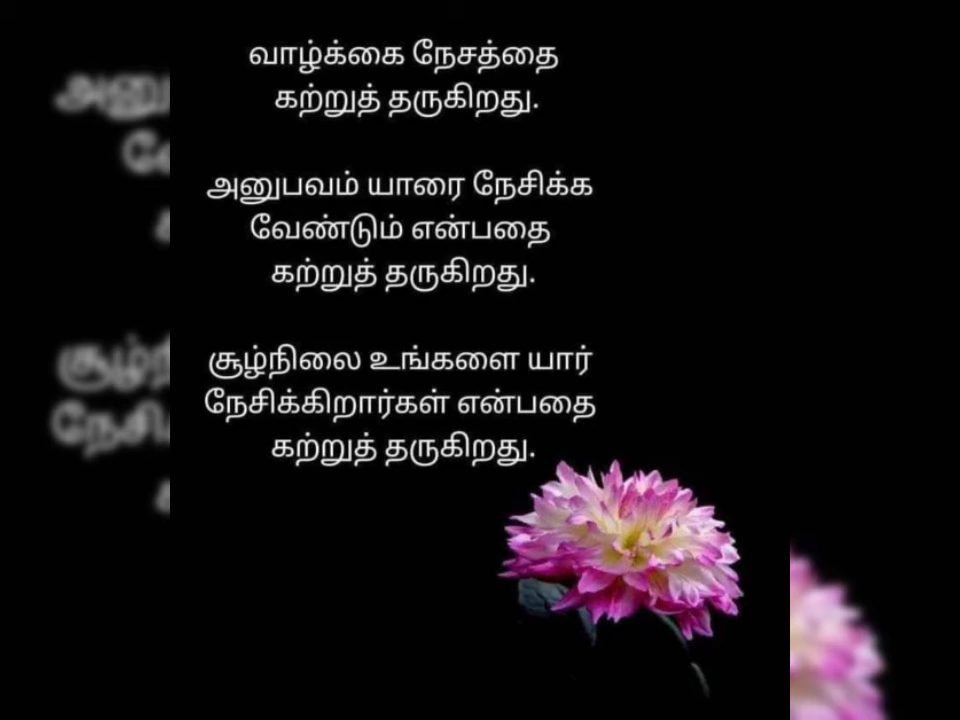 வாழ்க்கை நேசத்தை
கற்றுத் தருகிறது.
அனுபவம் யாரை நேசிக்க
வேண்டும் என்பதை
கற்றுத் தருகிறது.
சூழ்நிலை உங்களை யார்
நேசிக்கிறார்கள் என்பதை
கற்றுத் தருகிறது.